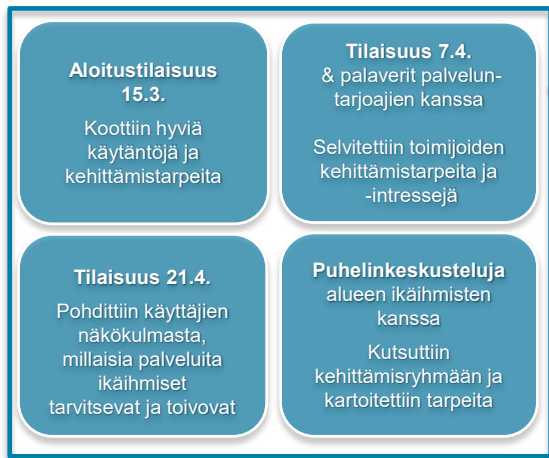 Aloitustilaisuus
15.3.
Koottiin hyviä
käytäntöjä ja
kehittämistarpeita
Tilaisuus 7.4.
& palaverit palvelun-
tarjoajien kanssa
Selvitettiin toimijoiden
kehittämistarpeita ja
-intressejä
Tilaisuus 21.4.
Pohdittiin käyttäjien
näkökulmasta,
millaisia palveluita
ikäihmiset
tarvitsevat ja toivovat
Puhelinkeskusteluja
alueen ikäihmisten
kanssa
Kutsuttiin
kehittämisryhmään ja
kartoitettiin tarpeita